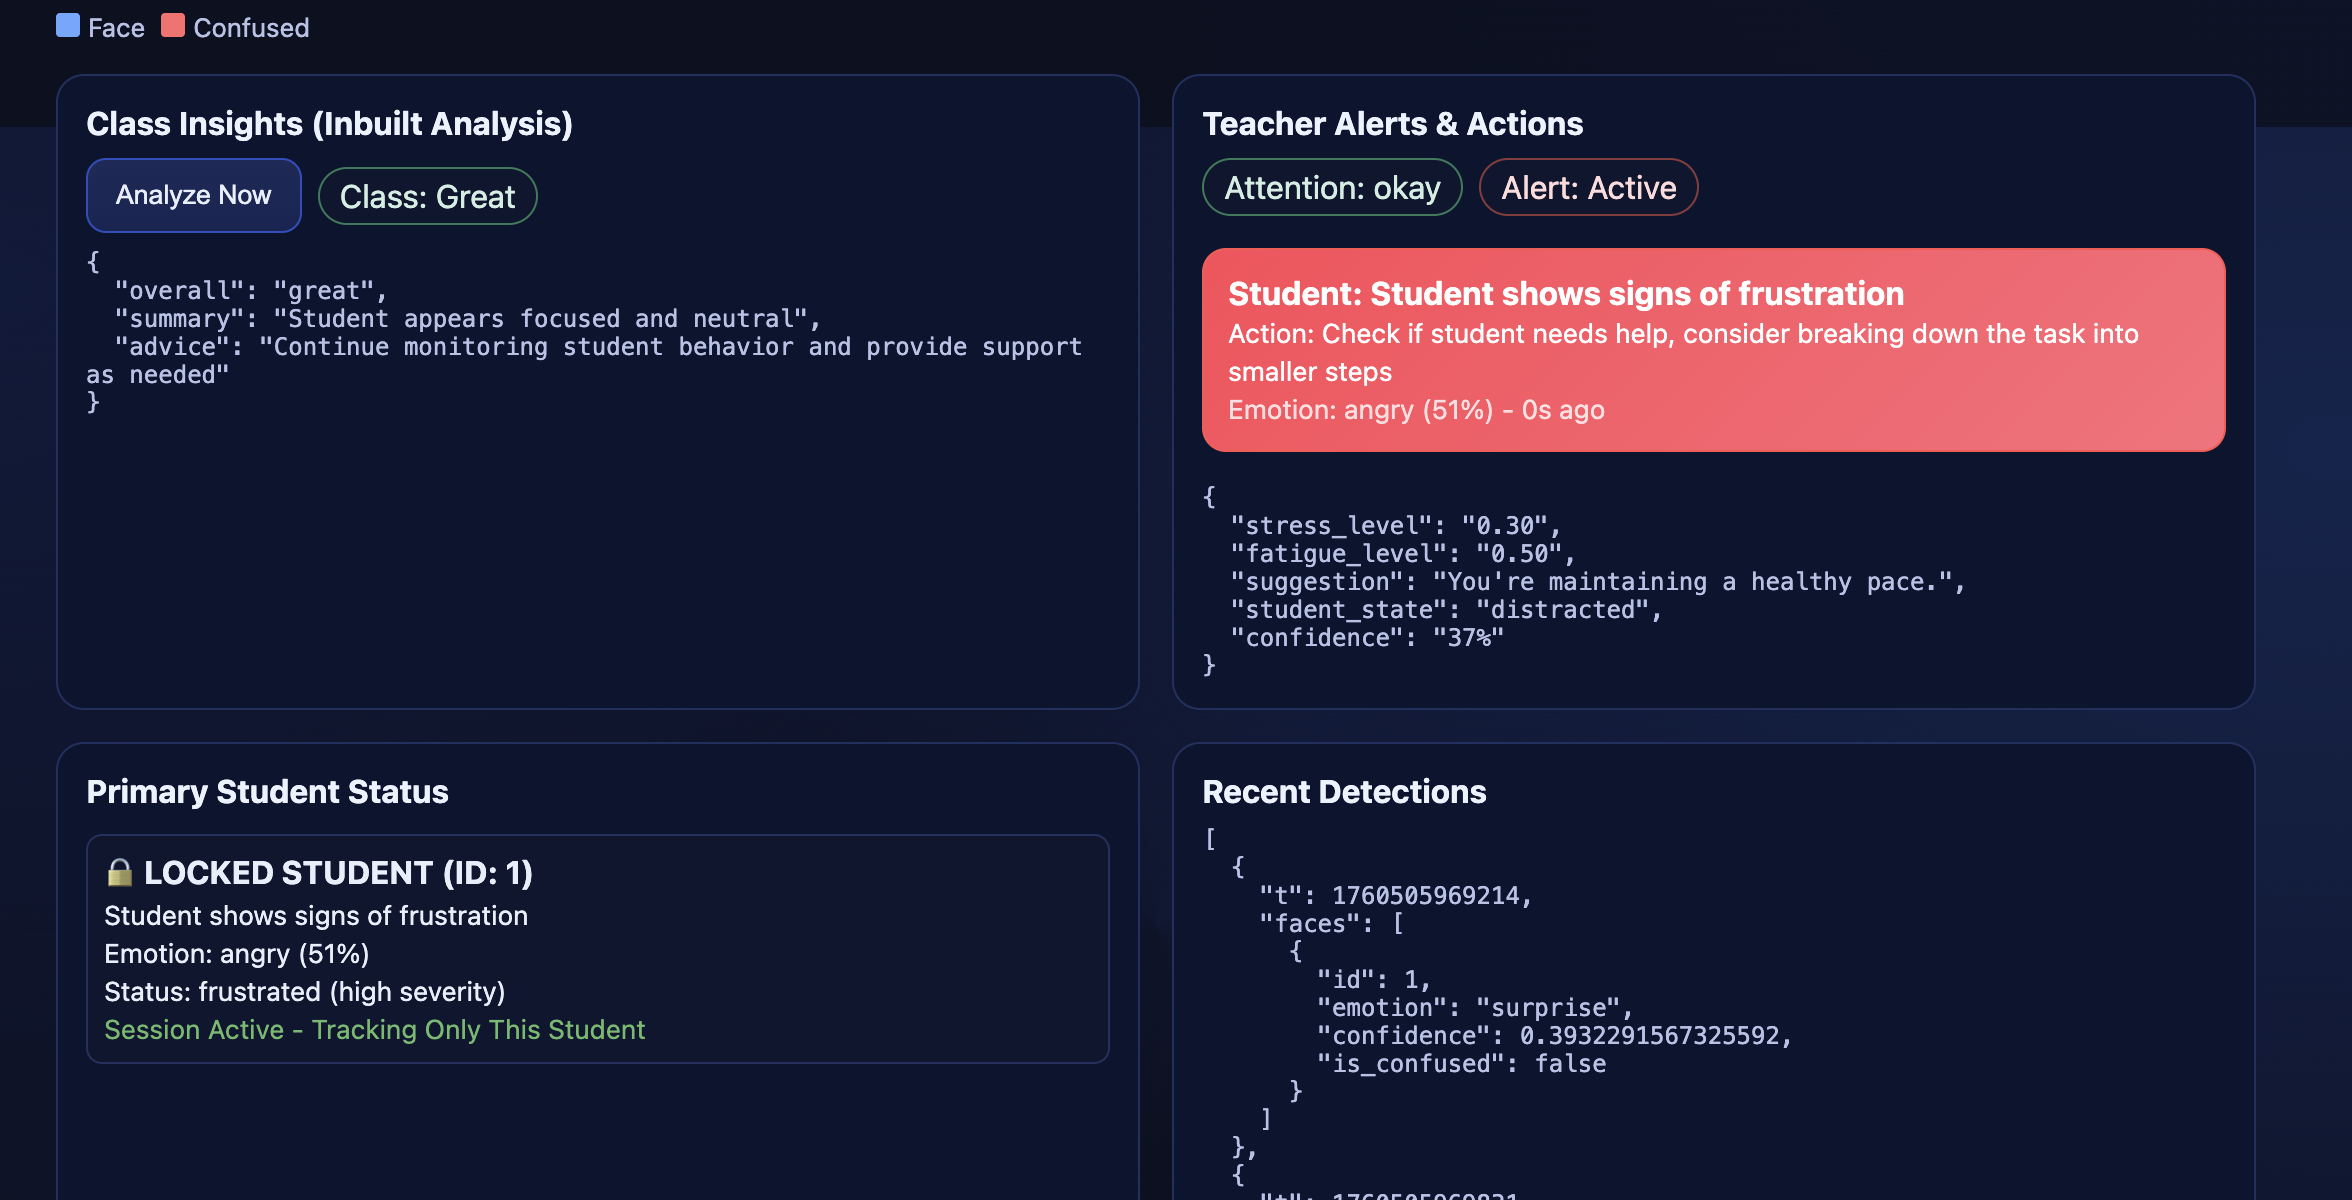 Face Confused
Class Insights (Inbuilt Analysis)
Analyze Now
Class: Great
{
  "overall": "great",
  "summary": "Student appears focused and neutral",
  "advice": "Continue monitoring student behavior and provide support
as needed"
}
Teacher Alerts & Actions
Attention: okay
Alert: Active
Student: Student shows signs of frustration
Action: Check if student needs help, consider breaking down the task into
smaller steps
Emotion: angry (51%) - 0s ago
{
  "stress_level": "0.30",
  "fatigue_level": "0.50",
  "suggestion": "You're maintaining a healthy pace.",
  "student_state": "distracted",
  "confidence": "37%"
}
Primary Student Status
🔒 LOCKED STUDENT (ID: 1)
Student shows signs of frustration
Emotion: angry (51%)
Status: frustrated (high severity)
Session Active - Tracking Only This Student
Recent Detections
[
  {
    "t": 1760505969214,
    "faces": [
      {
        "id": 1,
        "emotion": "surprise",
        "confidence": 0.3932291567325592,
        "is_confused": false
      }
    ]
  },
  {